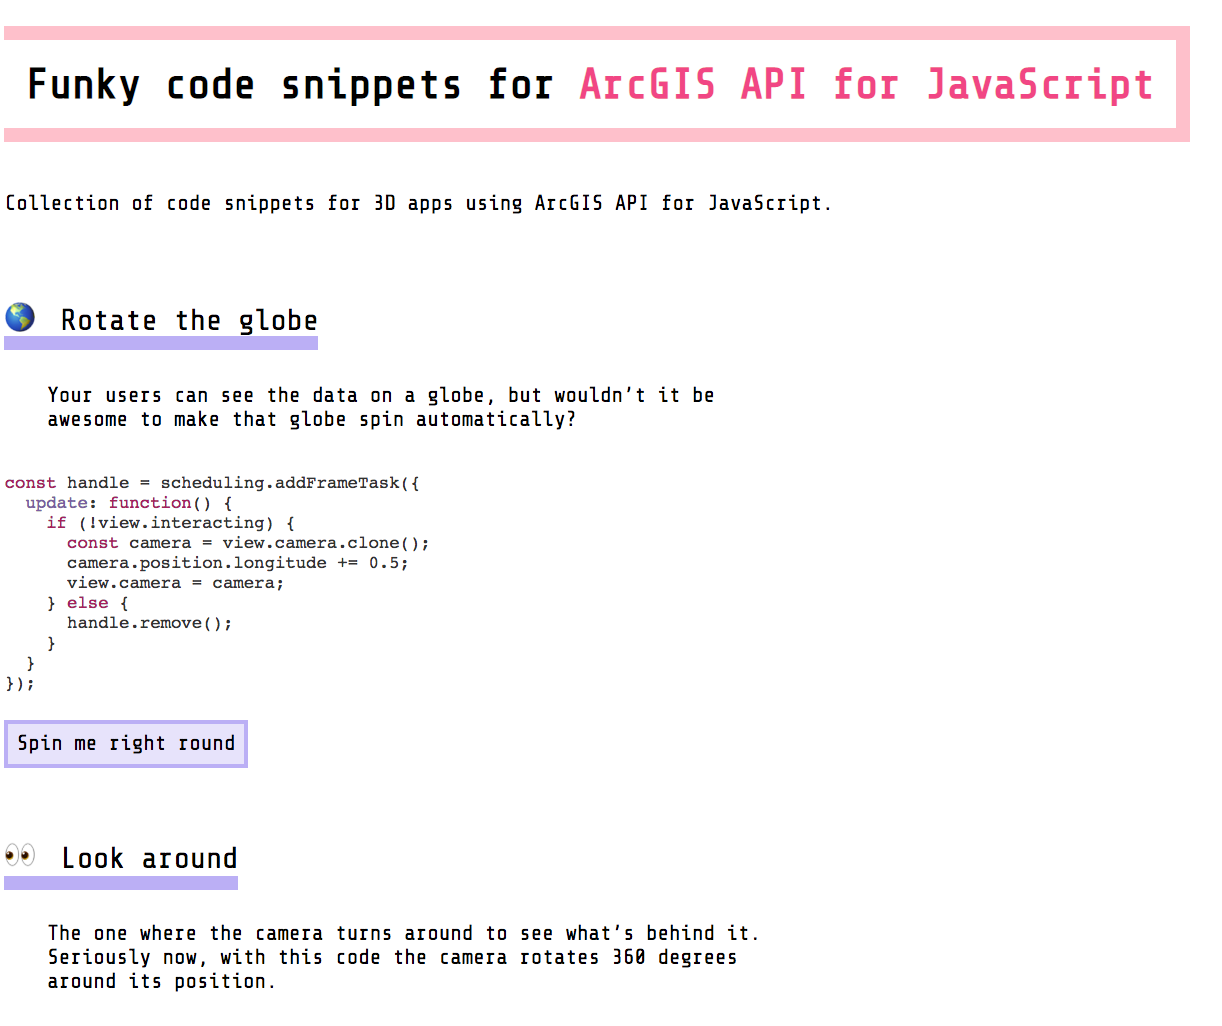 Funky code snippets for ArcGIS API for JavaScript
Collection of code snippets for 3D apps using ArcGIS API for JavaScript.
Rotate the globe
Your users can see the data on a globe, but wouldn't it be
awesome to make that globe spin automatically?
const handle = scheduling.addFrameTask({
  update: function() {
    if (!view.interacting) {
      const camera = view.camera.clone();
      camera.position.longitude += 0.5;
      view.camera = camera;
    } else {
      handle.remove();
    }
  }
});
Spin me right round
Look around
The one where the camera turns around to see what's behind it.
Seriously now, with this code the camera rotates 360 degrees
around its position.